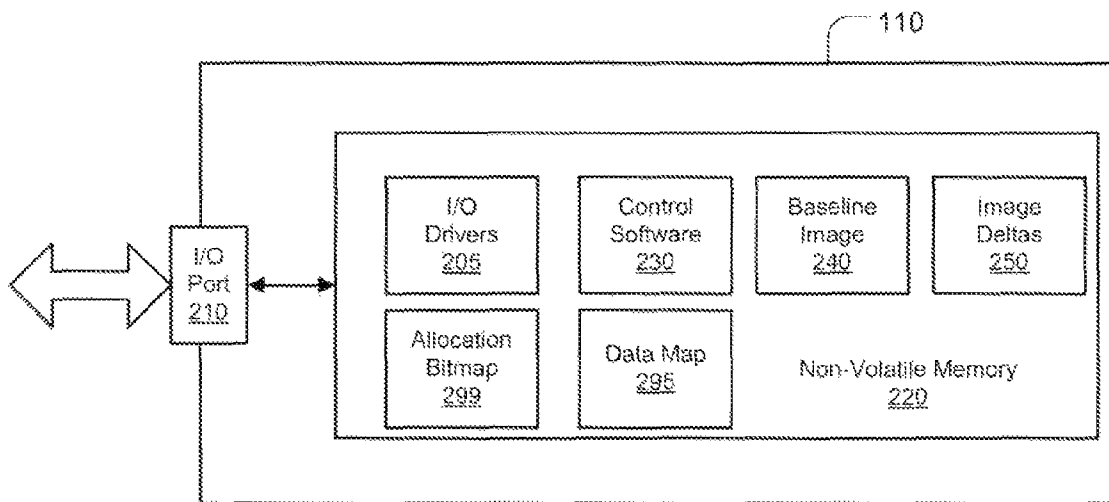 110
I/O
Drivers
205
Control
Software
230
Baseline
Image
240
Image
Deltas
250
I/O
Port
210
Allocation
Bitmap
299
Data Map
295
Non-Volatile Memory
220